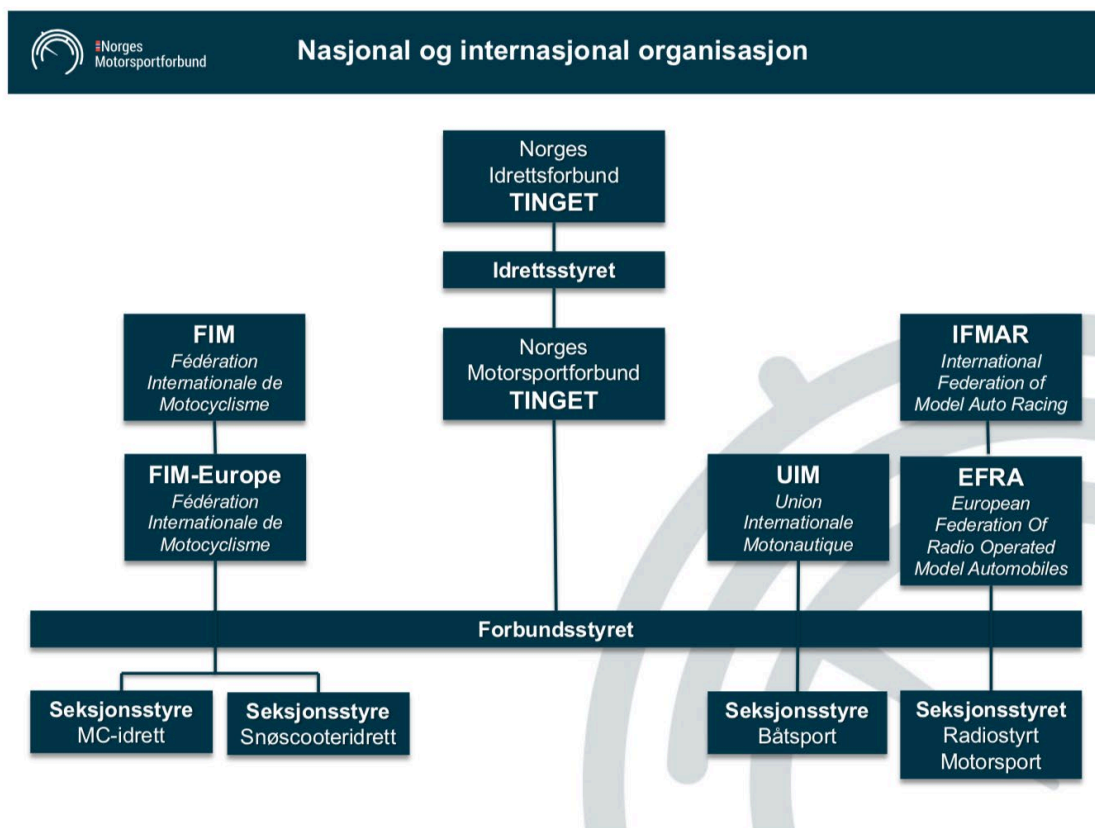 Norges
Motorsportforbund
Nasjonal og internasjonal organisasjon
Norges
Idrettsforbund
TINGET
Idrettsstyret
FIM
Fédération
Internationale de
Motocyclisme
Norges
Motorsportforbund
TINGET
IFMAR
International
Federation of
Model Auto Racing
FIM-Europe
Fédération
Internationale de
Motocyclisme
UIM
Union
Internationale
Motonautique
EFRA
European
Federation Of
Radio Operated
Model Automobiles
Forbundsstyret
Seksjonsstyre
MC-idrett
Seksjonsstyre
Snøscooteridrett
Seksjonsstyre
Båtsport
Seksjonsstyret
Radiostyrt
Motorsport